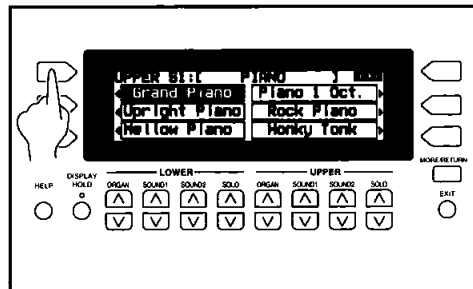 UPPER S1:[ PIANO ]
Grand Piano Piano 1 Oct.
Upright Piano Rock Piano
Mellow Piano Honky Tonk
MORE/RETURN
LOWER UPPER
HELP DISPLAY HOLD ORGAN SOUND1 SOUND2 SOLO ORGAN SOUND1 SOUND2 SOLO EXIT